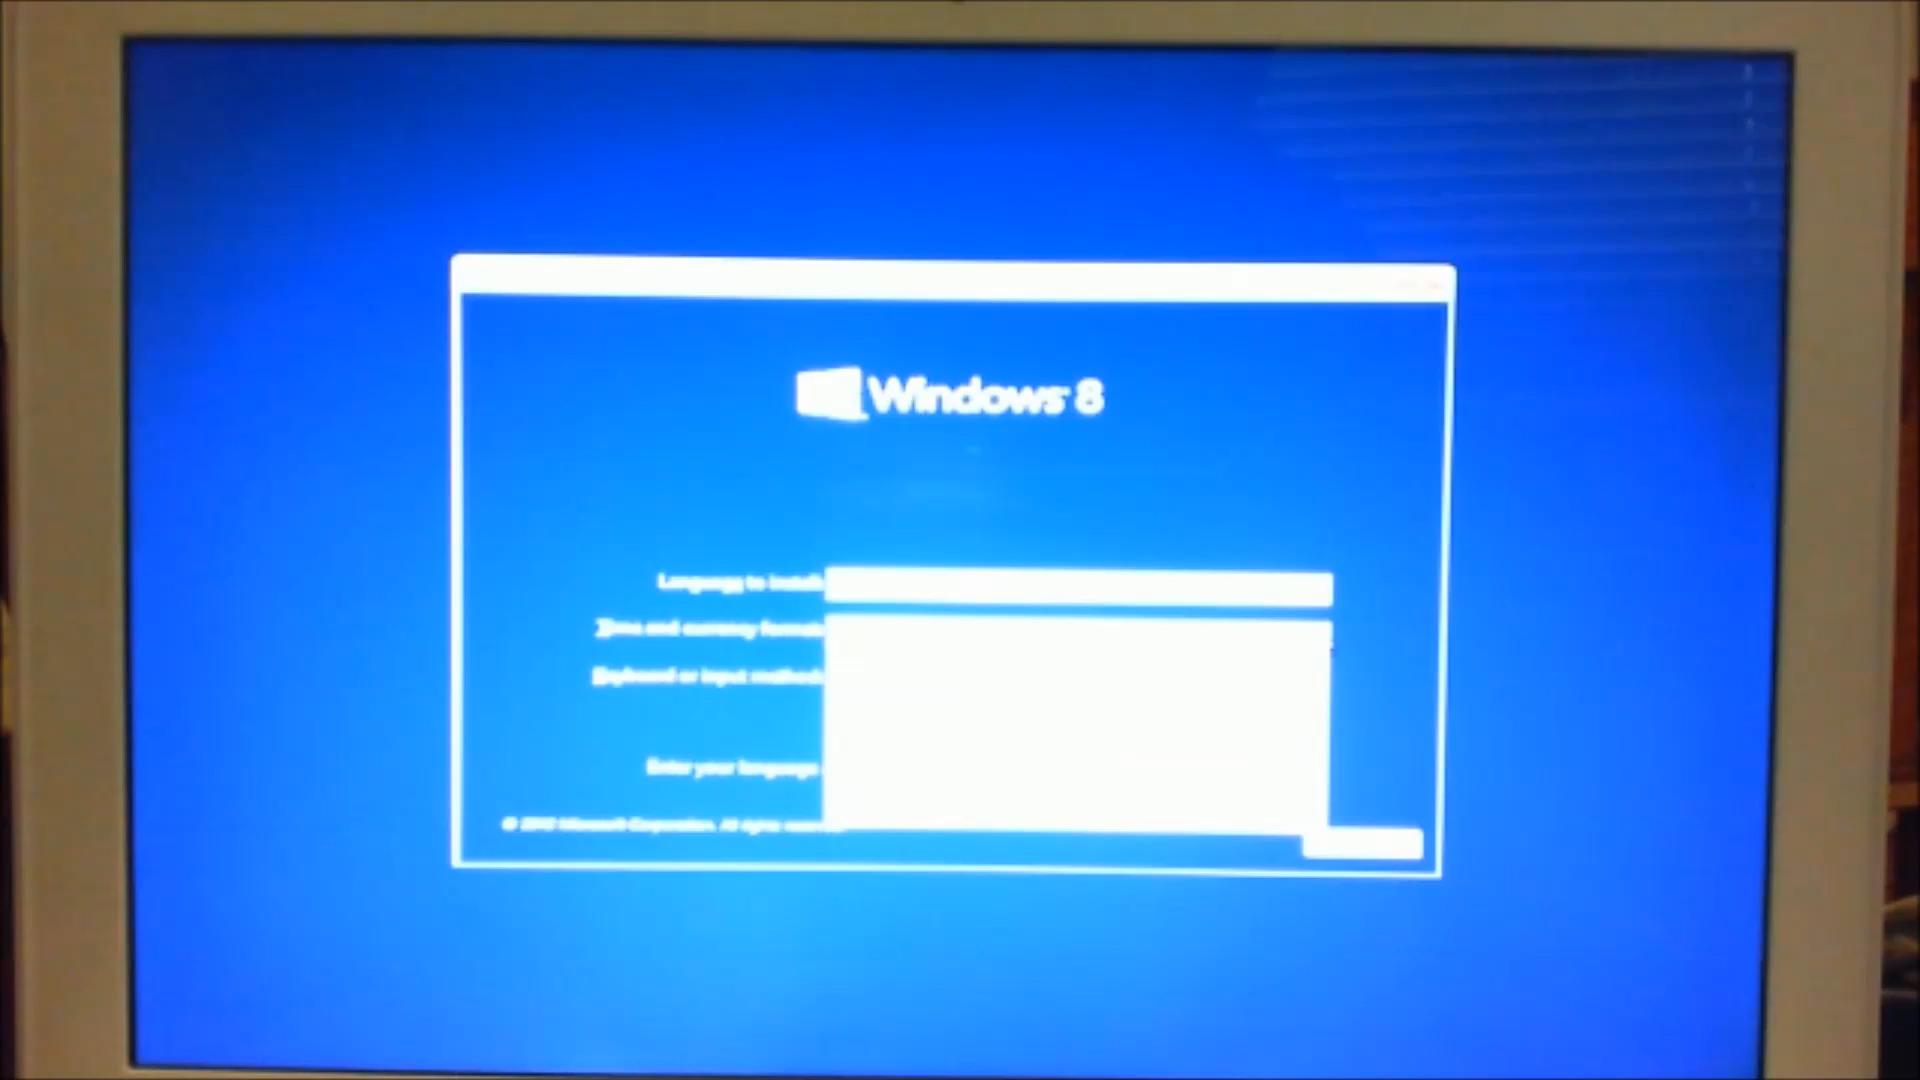 Windows 8
Language to install
Time and currency format
Keyboard or input method
Enter your language
© 2012 Microsoft Corporation. All rights reserved